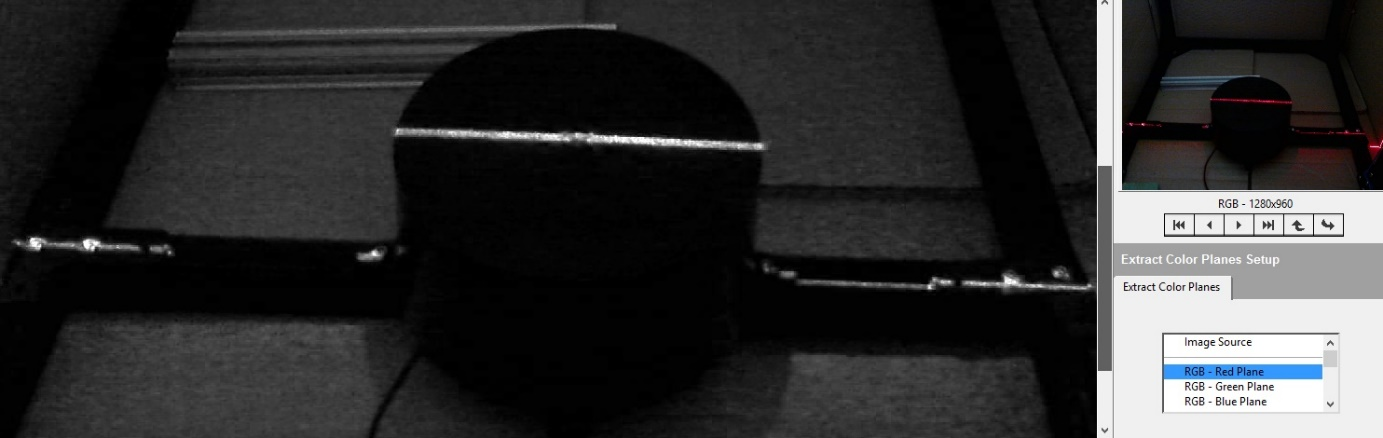 RGB - 1280x960
Extract Color Planes Setup
Extract Color Planes
Image Source
RGB - Red Plane
RGB - Green Plane
RGB - Blue Plane